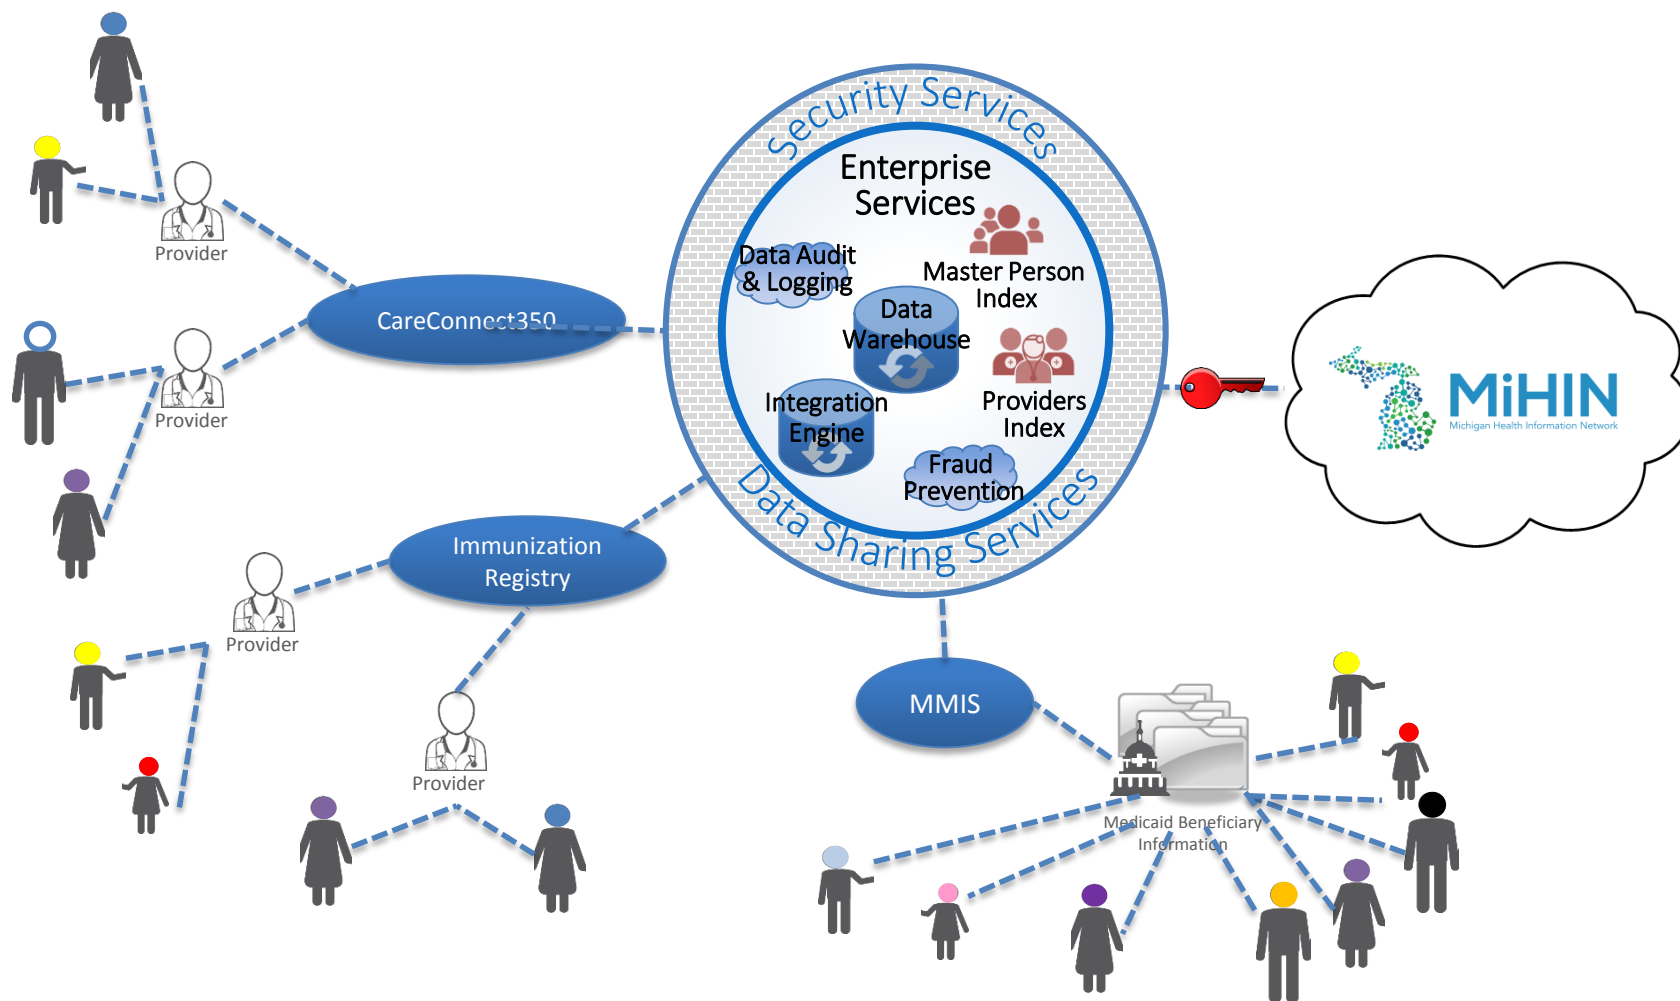 Security Services
Enterprise
Services
Data Audit
& Logging
Master Person
Index
Data
Warehouse
Integration
Engine
Providers
Index
Fraud
Prevention
Data Sharing Services
Provider
CareConnect350
Provider
Immunization
Registry
Provider
Provider
MMIS
Medicaid Beneficiary
Information
MiHIN
Michigan Health Information Network